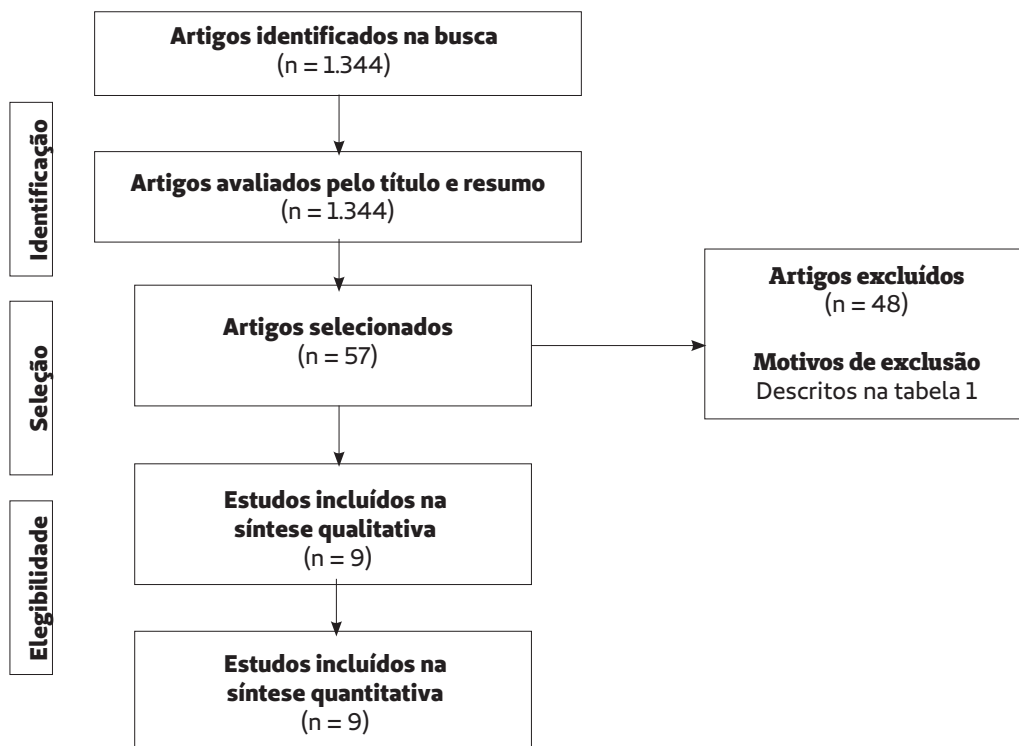 Artigos identificados na busca
(n = 1.344)
Identificação
Artigos avaliados pelo título e resumo
(n = 1.344)
Seleção
Artigos selecionados
(n = 57)
Artigos excluídos
(n = 48)
Motivos de exclusão
Descritos na tabela 1
Elegibilidade
Estudos incluídos na
síntese qualitativa
(n = 9)
Estudos incluídos na
síntese quantitativa
(n = 9)